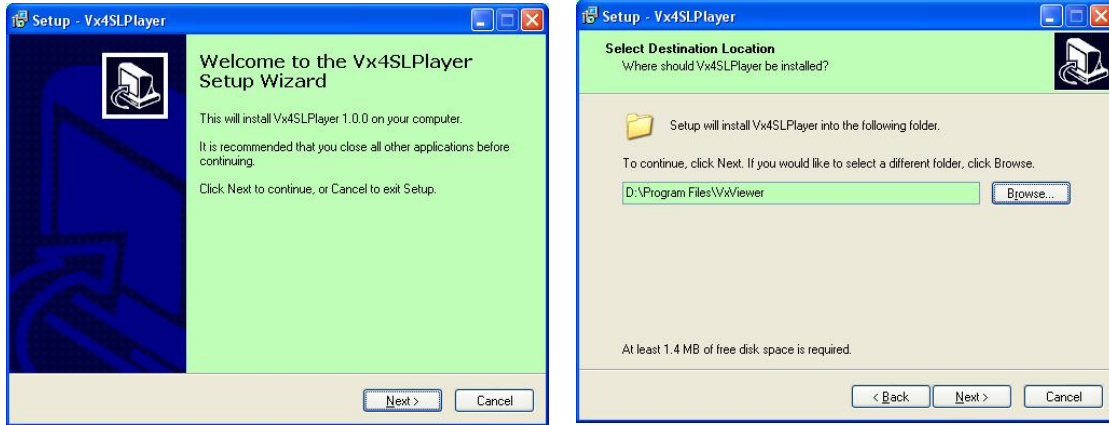 Setup - Vx4SLPlayer
Welcome to the Vx4SLPlayer
Setup Wizard
This will install Vx4SLPlayer 1.0.0 on your computer.
It is recommended that you close all other applications before
continuing.
Click Next to continue, or Cancel to exit Setup.
Next >
Cancel
Setup - Vx4SLPlayer
Select Destination Location
Where should Vx4SLPlayer be installed?
Setup will install Vx4SLPlayer into the following folder.
To continue, click Next. If you would like to select a different folder, click Browse.
D:\Program Files\VxViewer
Browse...
At least 1.4 MB of free disk space is required.
< Back
Next >
Cancel